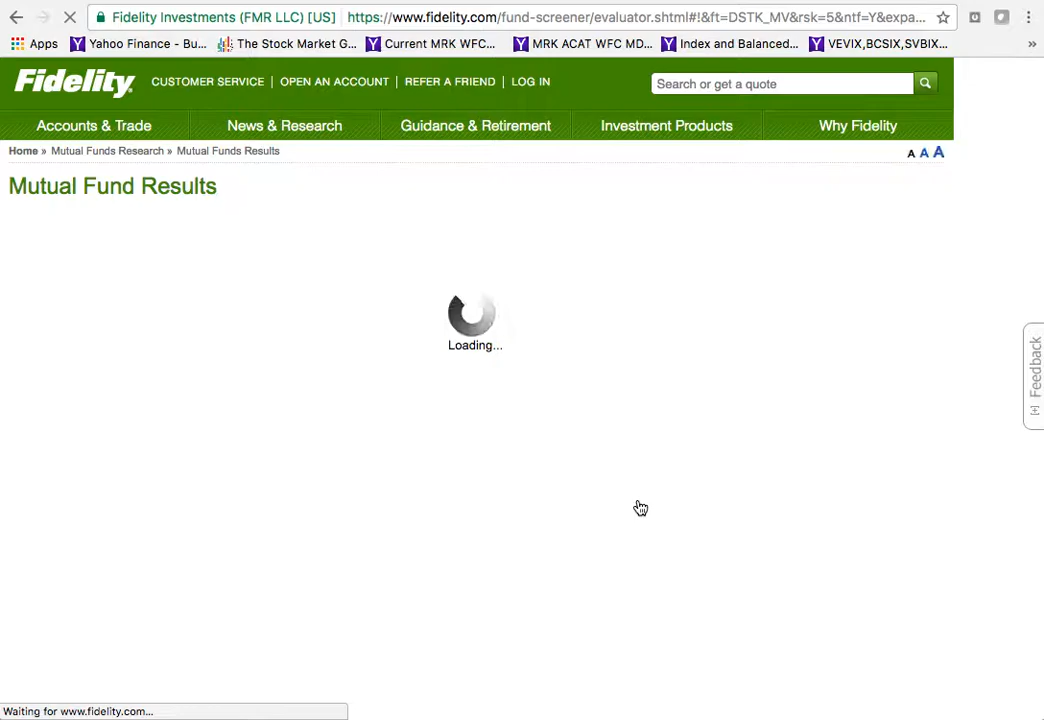 Fidelity Investments (FMR LLC) [US] https://www.fidelity.com/fund-screener/evaluator.shtml#!&ft=DSTK_MV&rsk=5&ntf=Y&expa...
Apps Yahoo Finance - Bu... The Stock Market G... Current MRK WFC... MRK ACAT WFC MD... Index and Balanced... VEVIX,BCSIX,SVBIX... »
Fidelity CUSTOMER SERVICE | OPEN AN ACCOUNT | REFER A FRIEND | LOG IN Search or get a quote
Accounts & Trade News & Research Guidance & Retirement Investment Products Why Fidelity
Home » Mutual Funds Research » Mutual Funds Results A A A
Mutual Fund Results
Loading...
[+] Feedback
Waiting for www.fidelity.com...